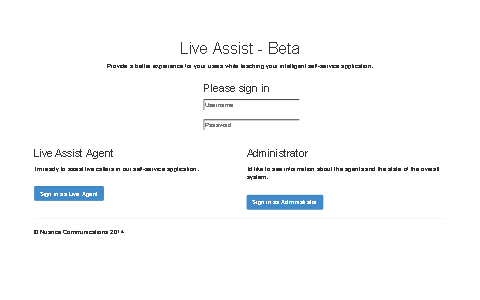 Live Assist - Beta
Provide a better experience for your users while teaching your intelligent self-service application.
Please sign in
Username
Password
Live Assist Agent
I'm ready to assist live callers in our self-service application.
Sign in as Live Agent
Administrator
I'd like to see information about the agents and the state of the overall
system.
Sign in as Administrator
© Nuance Communications 2014